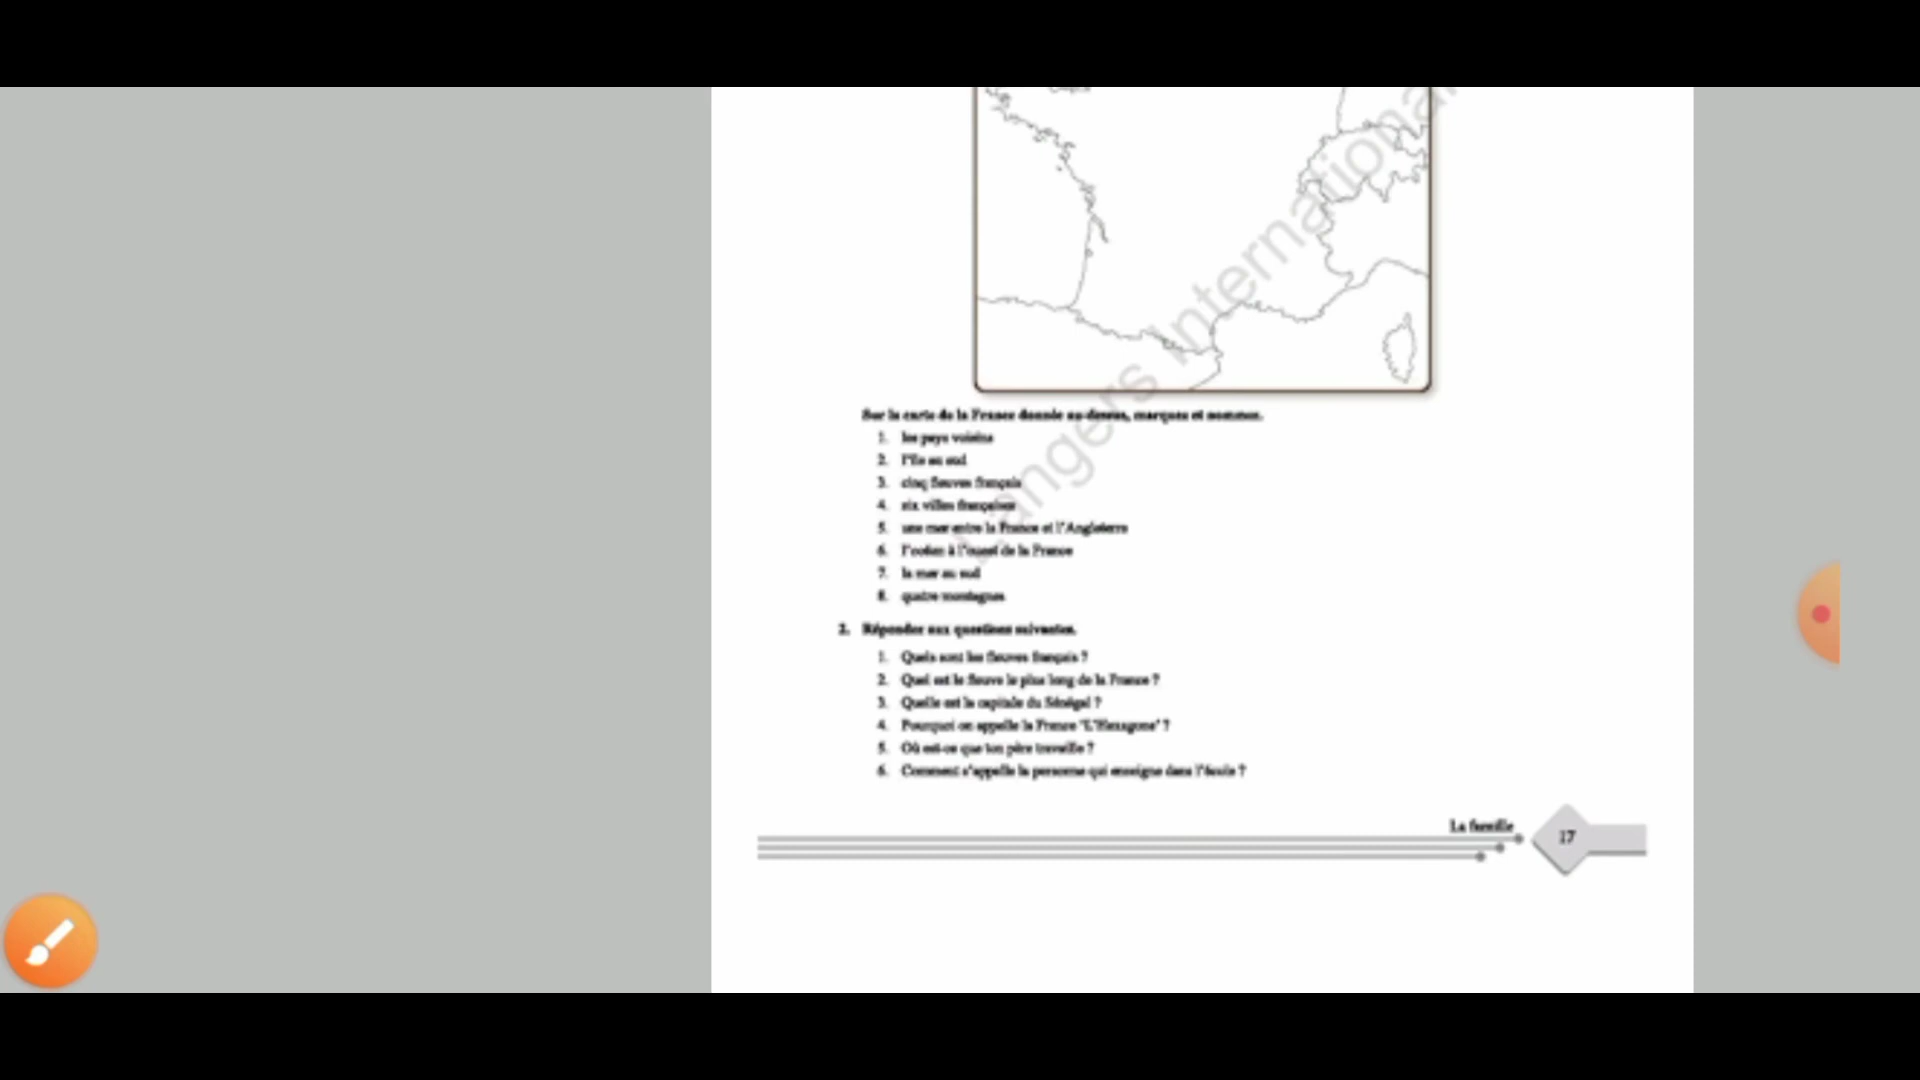 Langers International
Sur la carte de la France donnée au-dessus, marquez et nommez.
1. les pays voisins
2. l'île au sud
3. cinq fleuves français
4. six villes françaises
5. une mer entre la France et l'Angleterre
6. l'océan à l'ouest de la France
7. la mer au sud
8. quatre montagnes
2. Répondez aux questions suivantes.
1. Quels sont les fleuves français ?
2. Quel est le fleuve le plus long de la France ?
3. Quelle est la capitale du Sénégal ?
4. Pourquoi on appelle la France "L'Hexagone" ?
5. Où est-ce que ton père travaille ?
6. Comment s'appelle la personne qui enseigne dans l'école ?
La famille
17